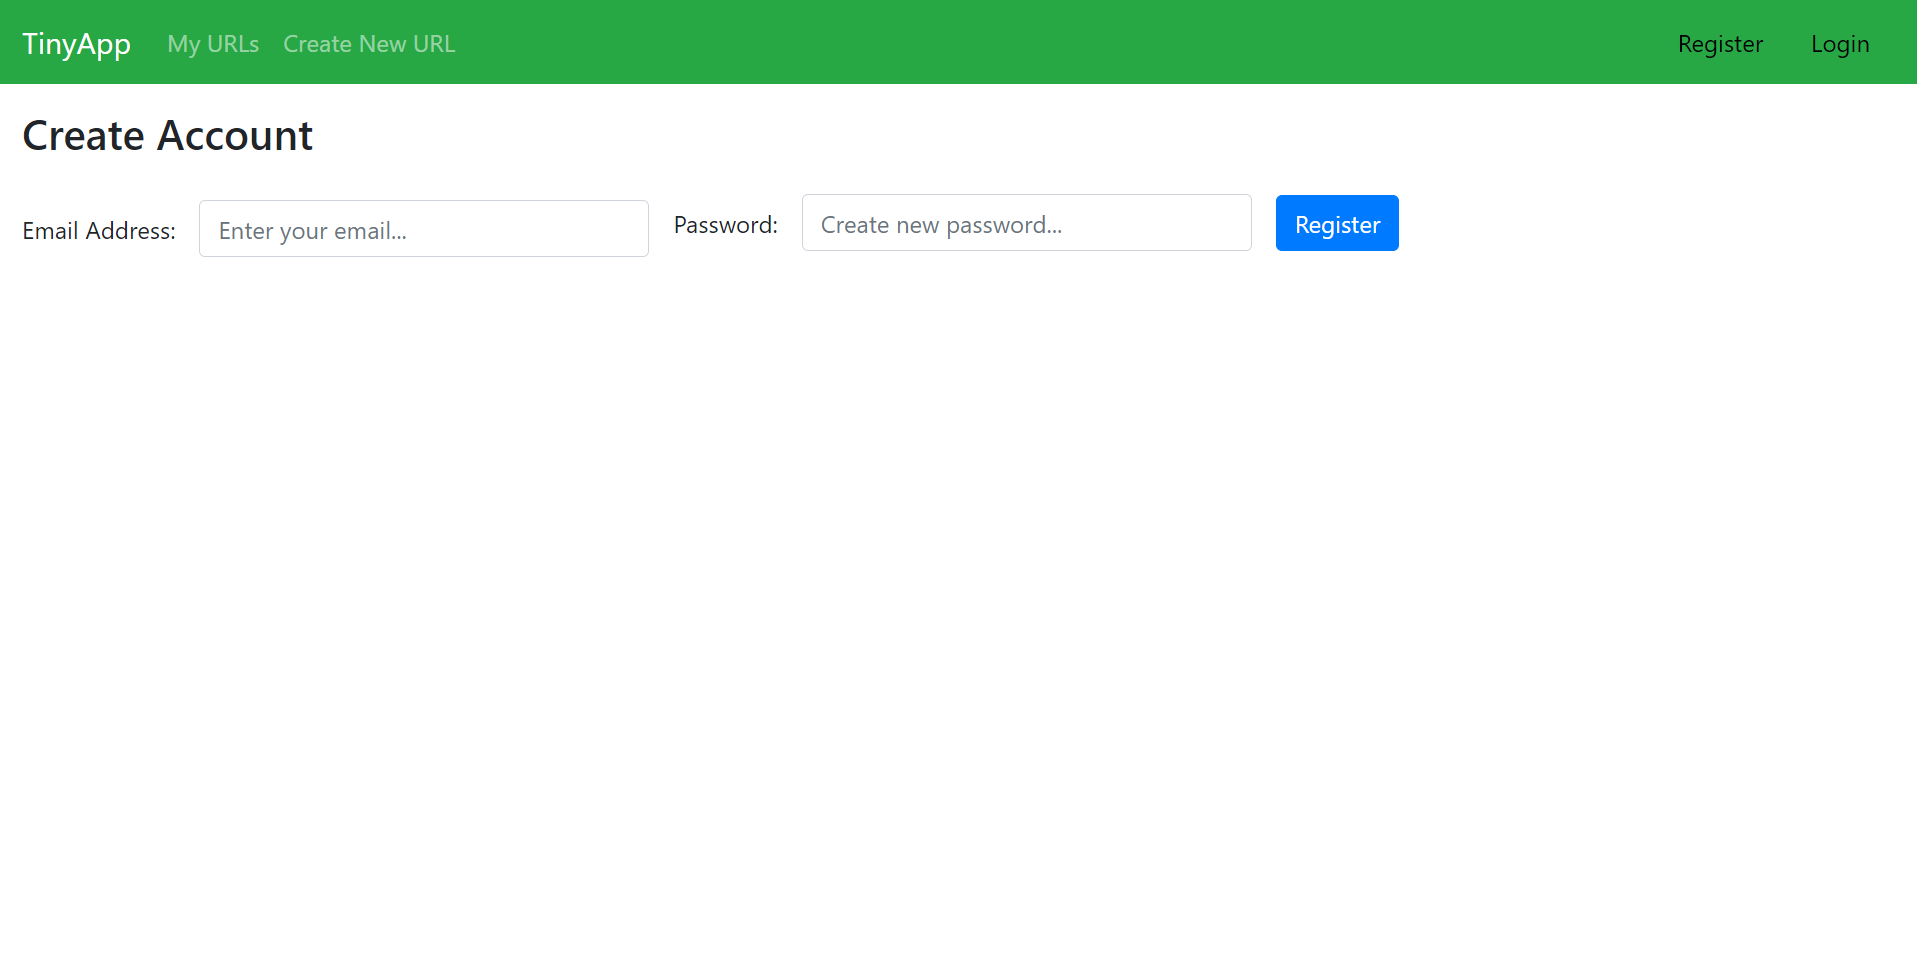 TinyApp My URLs Create New URL Register Login
Create Account
Email Address: Enter your email... Password: Create new password... Register